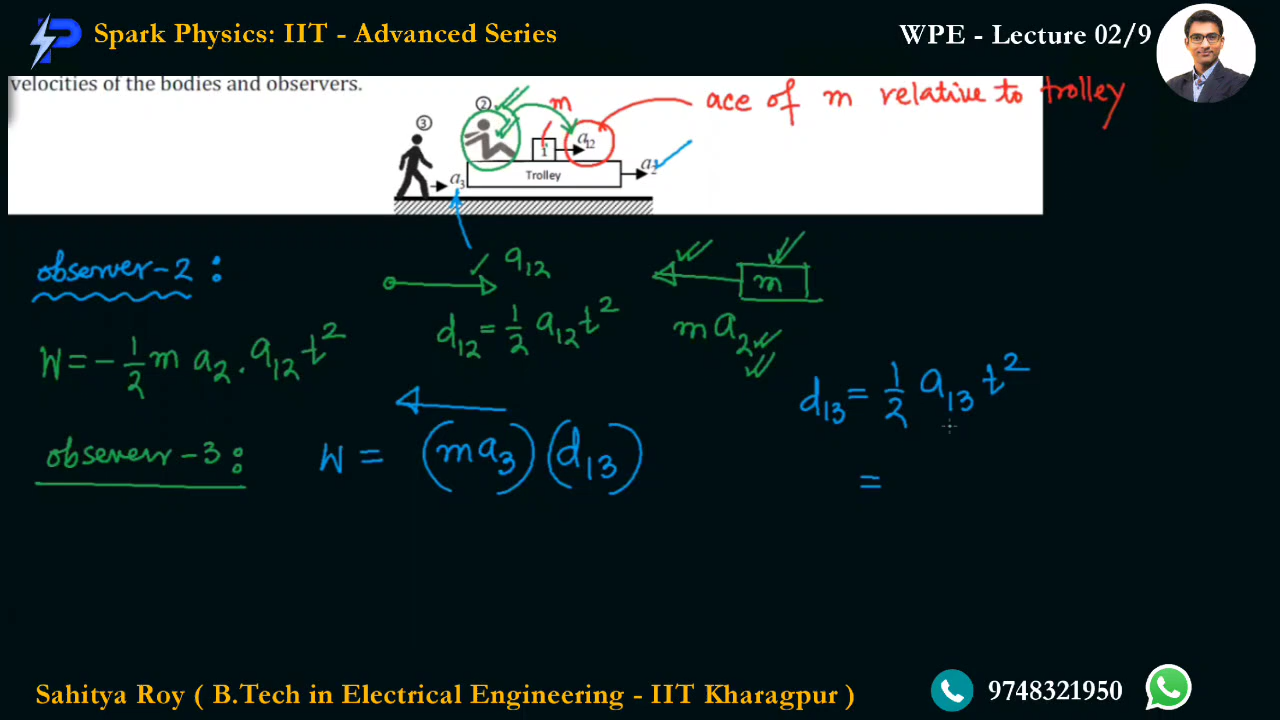 Spark Physics: IIT - Advanced Series
WPE - Lecture 02/9
velocities of the bodies and observers.
② m
ace of m relative to trolley
③
1 a₁₂
a₃ Trolley a₂
observer-2 :
a₁₂
m
d₁₂ = 1/2 a₁₂ t²
m a₂
W = - 1/2 m a₂ . a₁₂ t²
d₁₃ = 1/2 a₁₃ t²
observerr -3 : W = (ma₃) (d₁₃)
=
Sahitya Roy ( B.Tech in Electrical Engineering - IIT Kharagpur )
9748321950